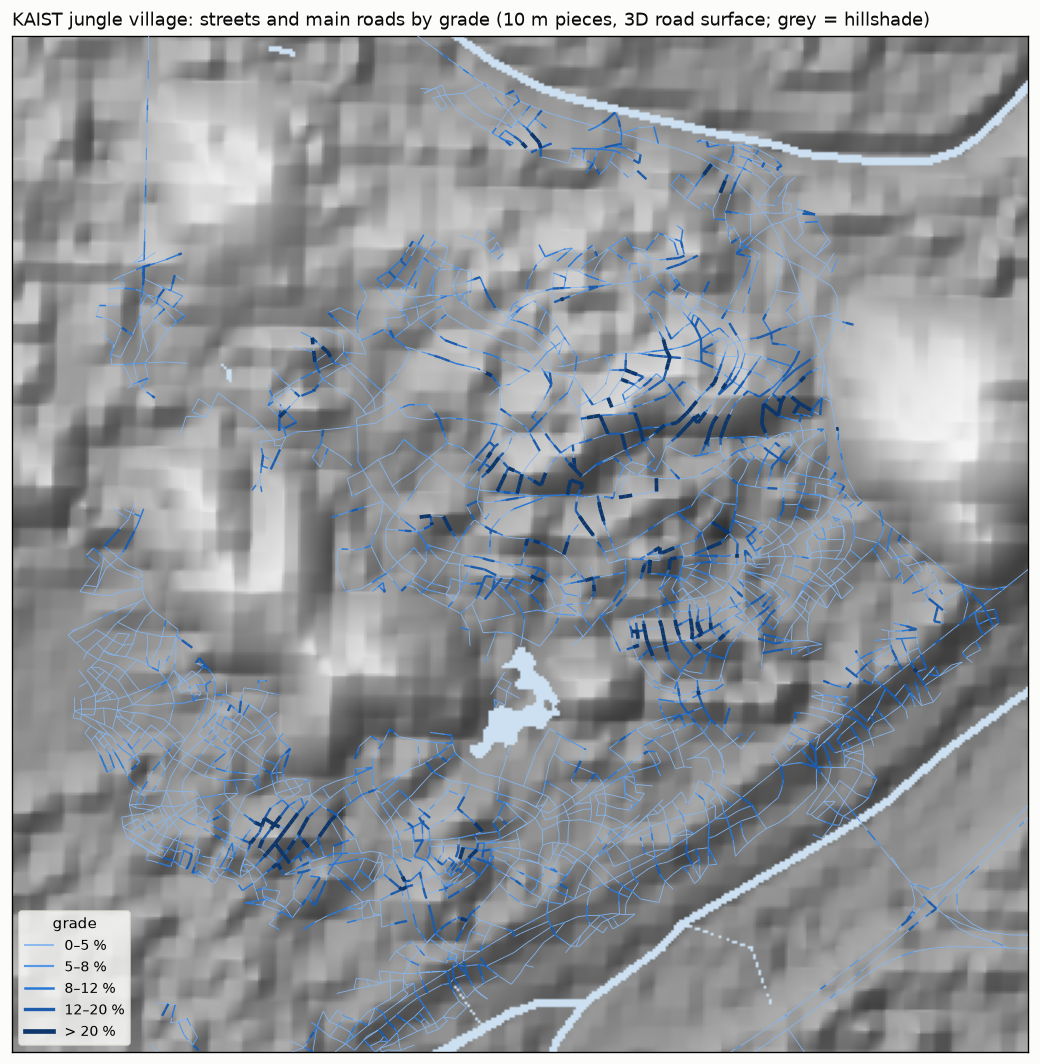 KAIST jungle village: streets and main roads by grade (10 m pieces, 3D road surface; grey = hillshade)
grade
0–5 %
5–8 %
8–12 %
12–20 %
> 20 %